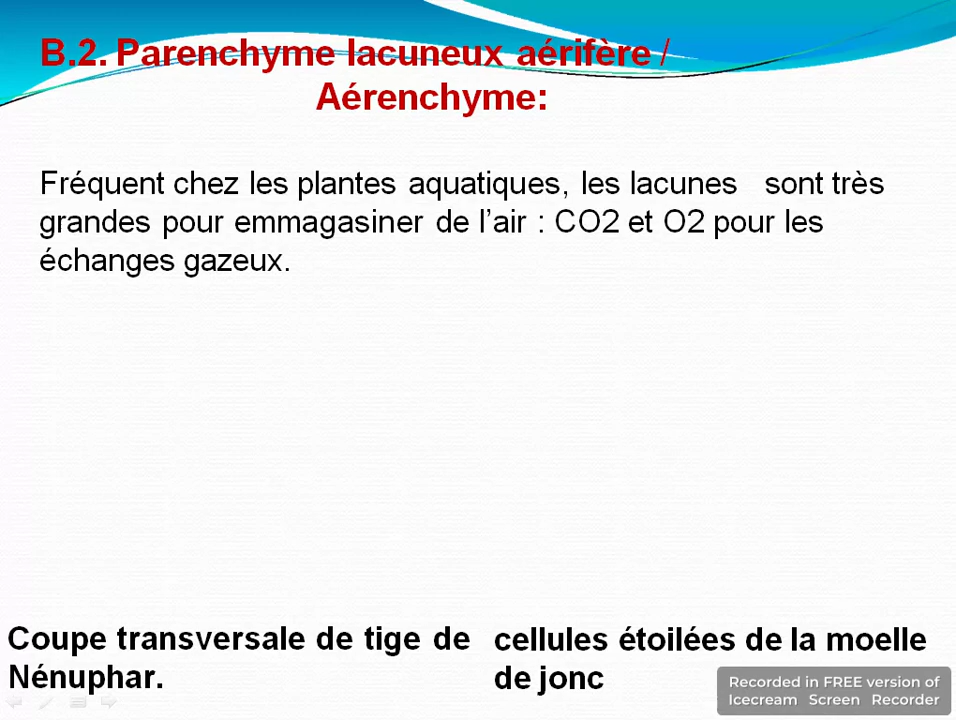 B.2. Parenchyme lacuneux aérifère /
Aérenchyme:
Fréquent chez les plantes aquatiques, les lacunes sont très
grandes pour emmagasiner de l’air : CO2 et O2 pour les
échanges gazeux.
Coupe transversale de tige de
Nénuphar.
cellules étoilées de la moelle
de jonc
Recorded in FREE version of
Icecream Screen Recorder